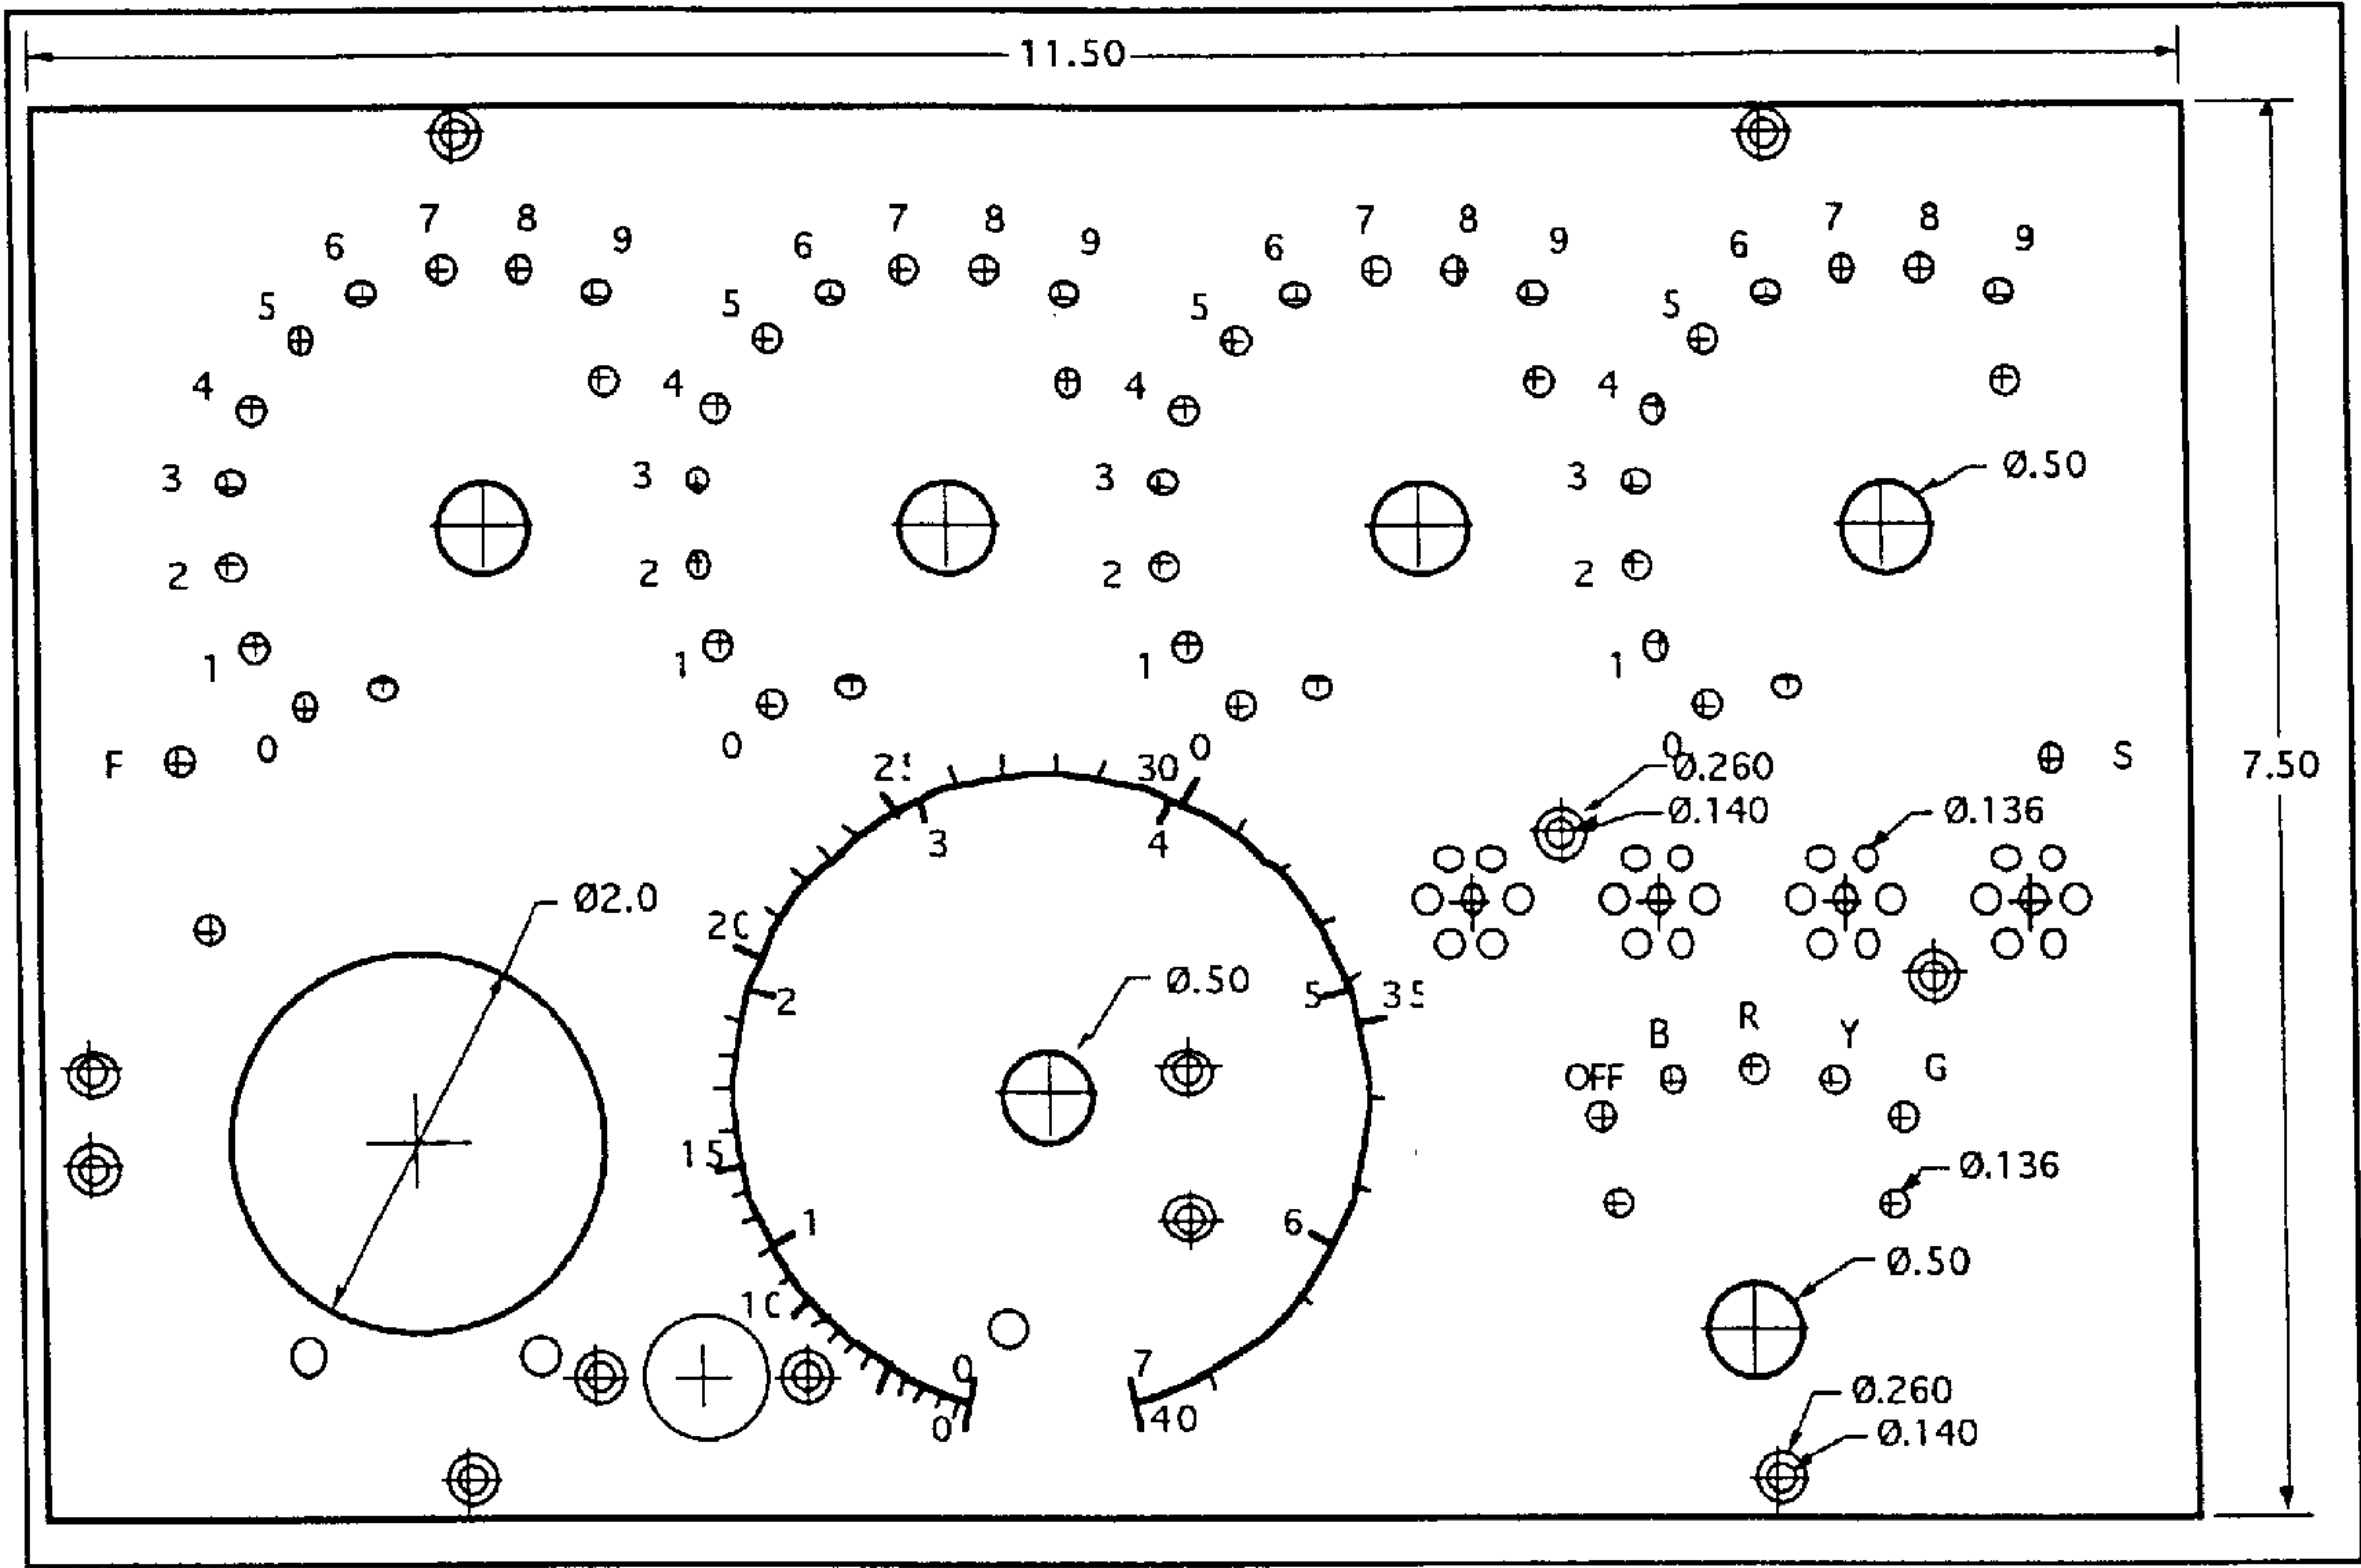 11.50
7 8 7 8 7 8 7 8
6 9 6 9 6 9 6 9
5 5 5 5
4 4 4 4
3 3 3 3 Ø.50
2 2 2 2
1 1 1 1
0 0 0 0
F S
7.50
25 30 Ø.260
3 4 Ø.140 Ø.136
Ø2.0
20
2 Ø.50 5 35
B R Y
OFF G
15 Ø.136
1 6
10 Ø.50
0 7
0 40
Ø.260
Ø.140